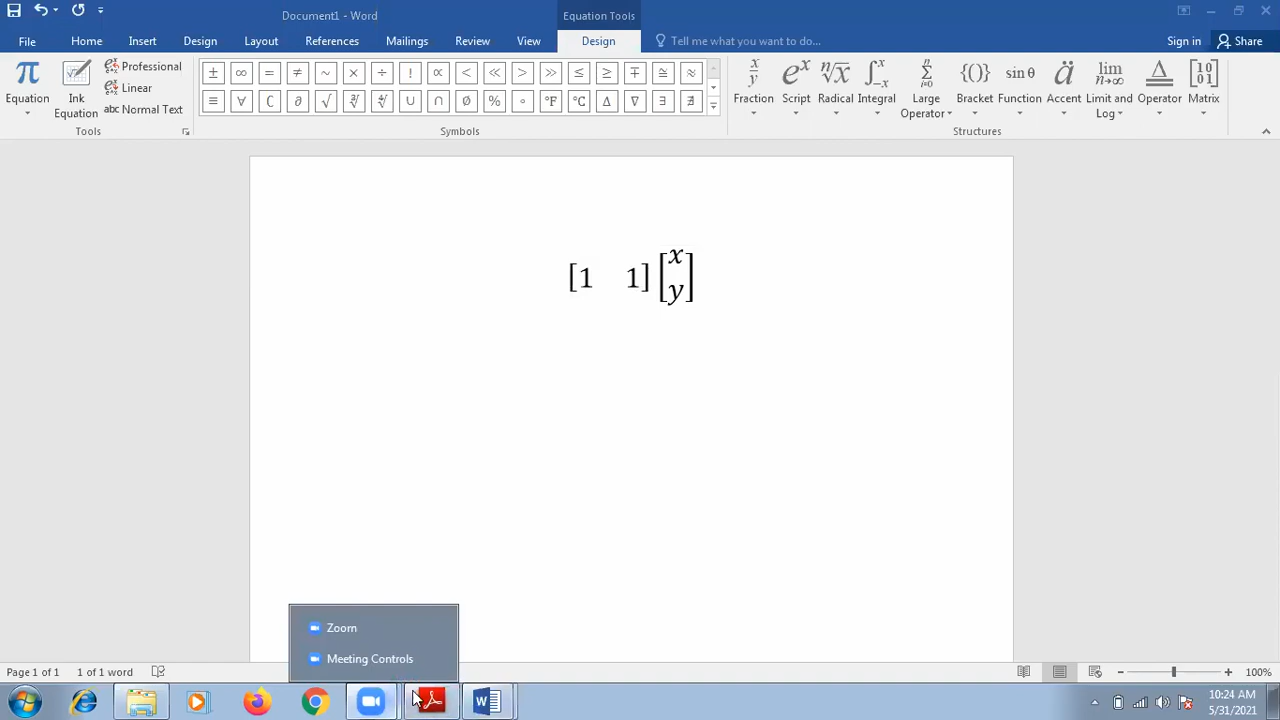 Document1 - Word
Equation Tools
File Home Insert Design Layout References Mailings Review View Design Tell me what you want to do... Sign in Share
π Equation
Ink Equation
Professional
Linear
abc Normal Text
Tools
± ∞ = ≠ ~ × ÷ ! ∝ < ≪ > ≫ ≤ ≥ ∓ ≅ ≈
≡ ∀ ∁ ∂ √ ∛ ∜ ∪ ∩ ∅ % ° °F °C ∆ ∇ ∃ ∄
Symbols
Fraction Script Radical Integral Large Operator Bracket Function Accent Limit and Log Operator Matrix
Structures
[1 1] [x
y]
Zoom
Meeting Controls
Page 1 of 1 1 of 1 word 100%
10:24 AM
5/31/2021